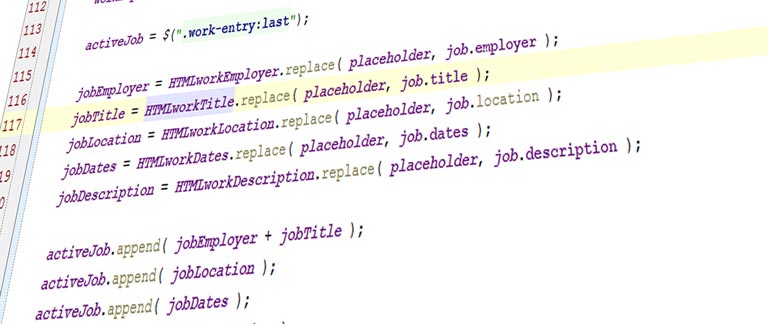 112
113
114 activeJob = $(".work-entry:last");
115
116 jobEmployer = HTMLworkEmployer.replace( placeholder, job.employer );
117 jobTitle = HTMLworkTitle.replace( placeholder, job.title );
118 jobLocation = HTMLworkLocation.replace( placeholder, job.location );
19 jobDates = HTMLworkDates.replace( placeholder, job.dates );
0 jobDescription = HTMLworkDescription.replace( placeholder, job.description );
activeJob.append( jobEmployer + jobTitle );
activeJob.append( jobLocation );
activeJob.append( jobDates );